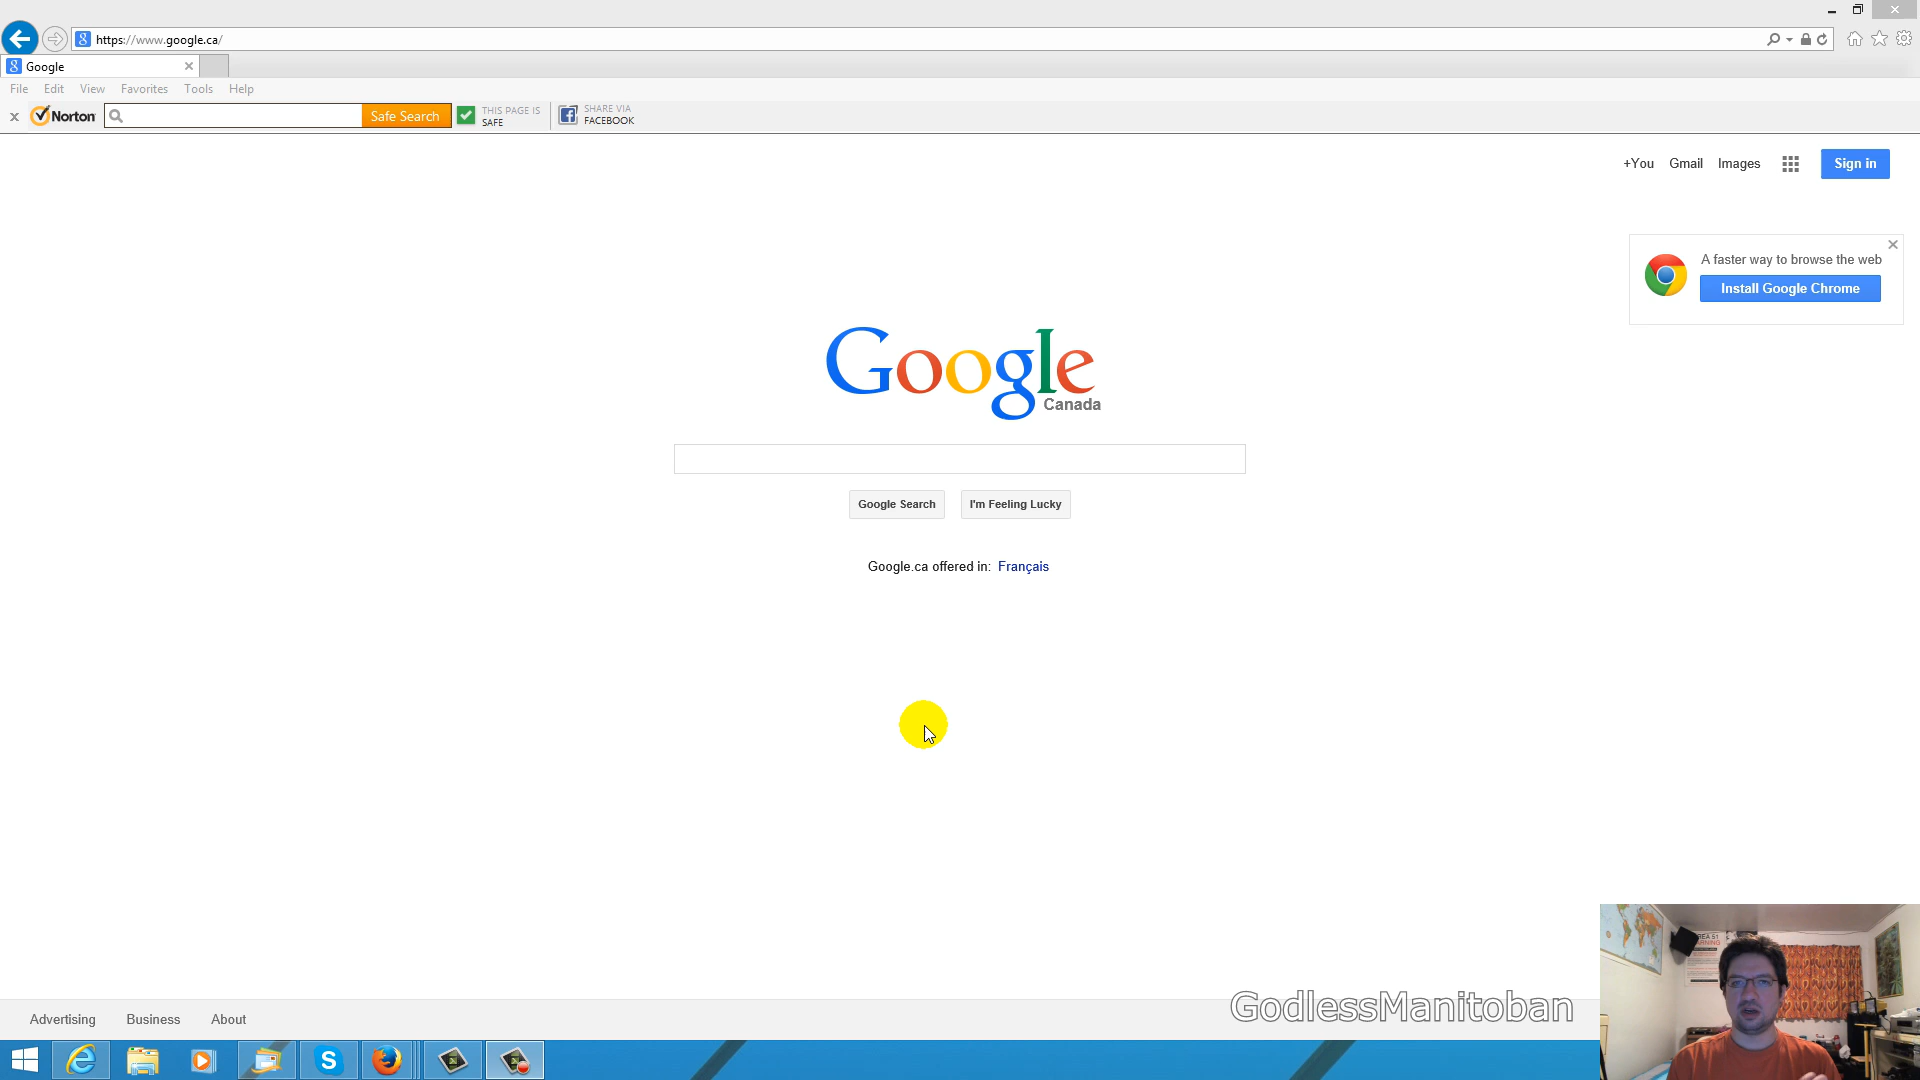 https://www.google.ca/
Google
File Edit View Favorites Tools Help
Norton Safe Search THIS PAGE IS SAFE SHARE VIA FACEBOOK
+You Gmail Images Sign in
A faster way to browse the web
Install Google Chrome
Google
Canada
Google Search I'm Feeling Lucky
Google.ca offered in: Français
GodlessManitoban
Advertising Business About